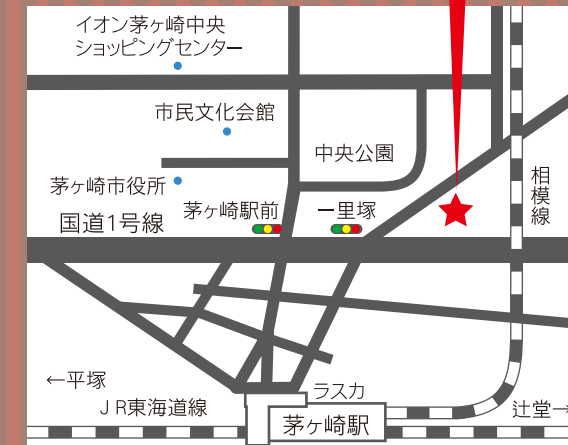 イオン茅ヶ崎中央
ショッピングセンター
市民文化会館
中央公園
茅ヶ崎市役所
相模線
茅ヶ崎駅前
一里塚
国道1号線
←平塚
ラスカ
JR東海道線
辻堂→
茅ヶ崎駅